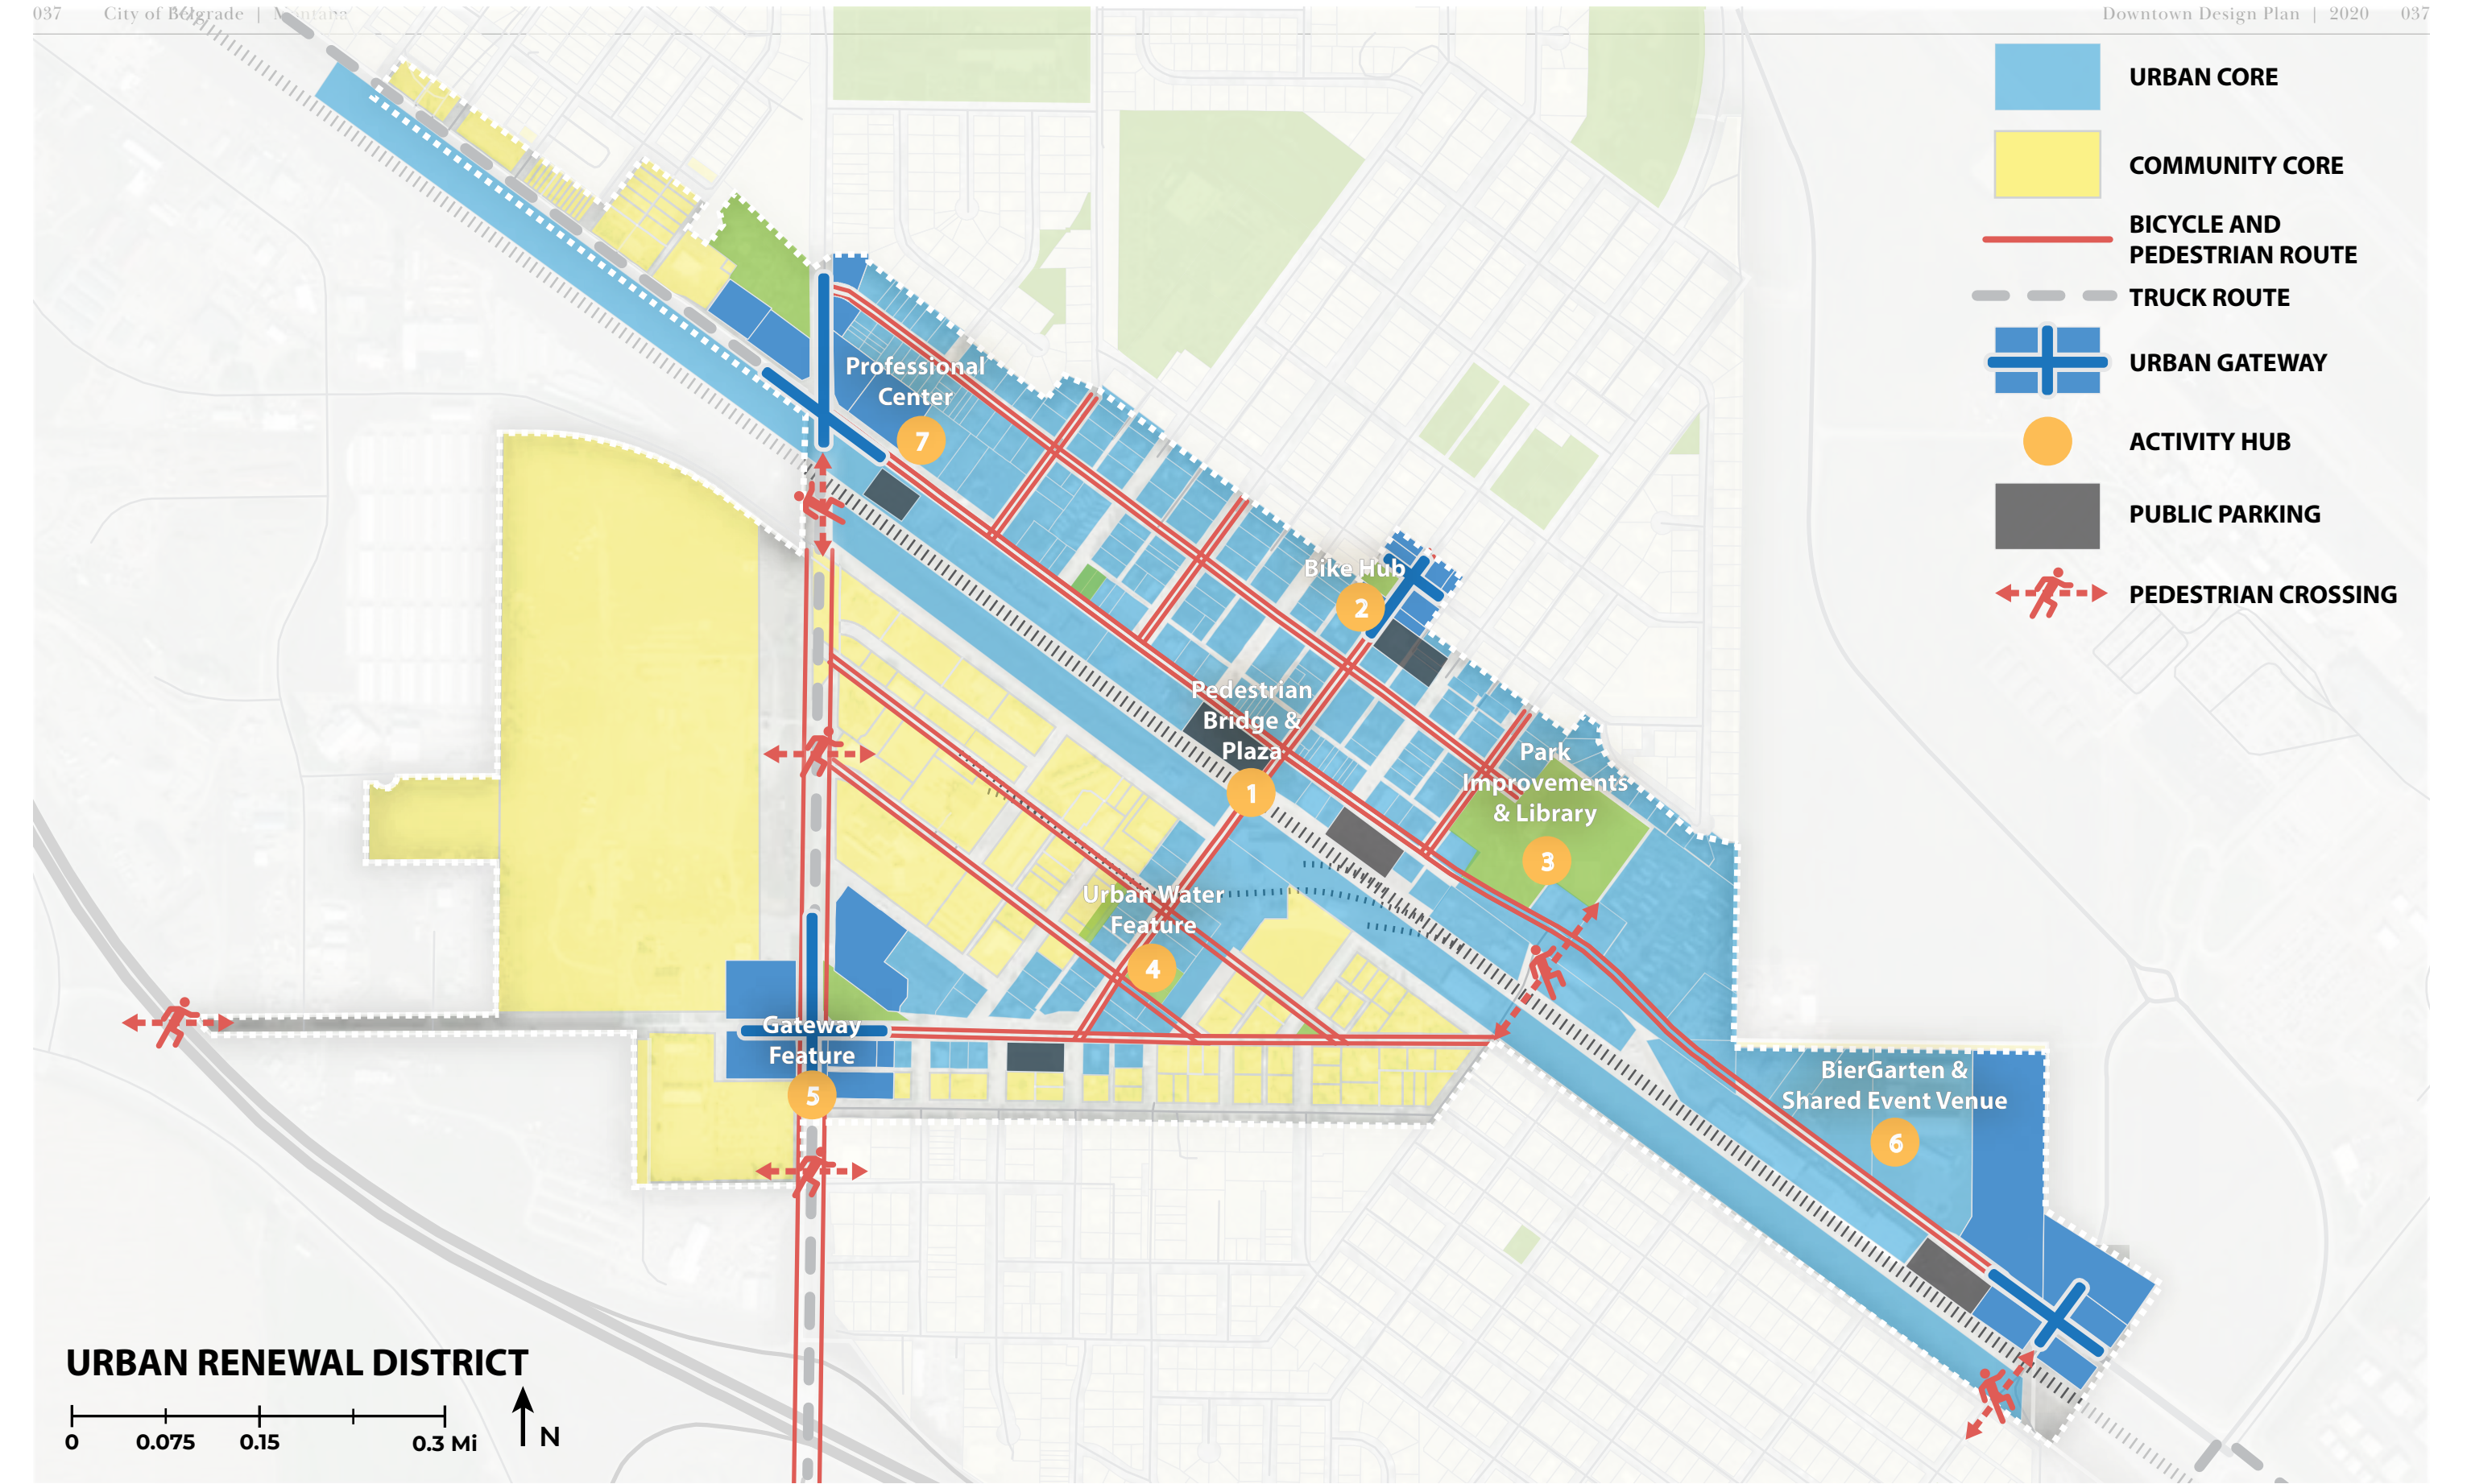 037 City of Belgrade | Montana
Downtown Design Plan | 2020 037
URBAN CORE
COMMUNITY CORE
BICYCLE AND
PEDESTRIAN ROUTE
TRUCK ROUTE
URBAN GATEWAY
ACTIVITY HUB
PUBLIC PARKING
PEDESTRIAN CROSSING
Professional
Center
7
Bike Hub
2
Pedestrian
Bridge &
Plaza
1
Park
Improvements
& Library
3
Urban Water
Feature
4
Gateway
Feature
5
BierGarten &
Shared Event Venue
6
URBAN RENEWAL DISTRICT
0 0.075 0.15 0.3 Mi
N